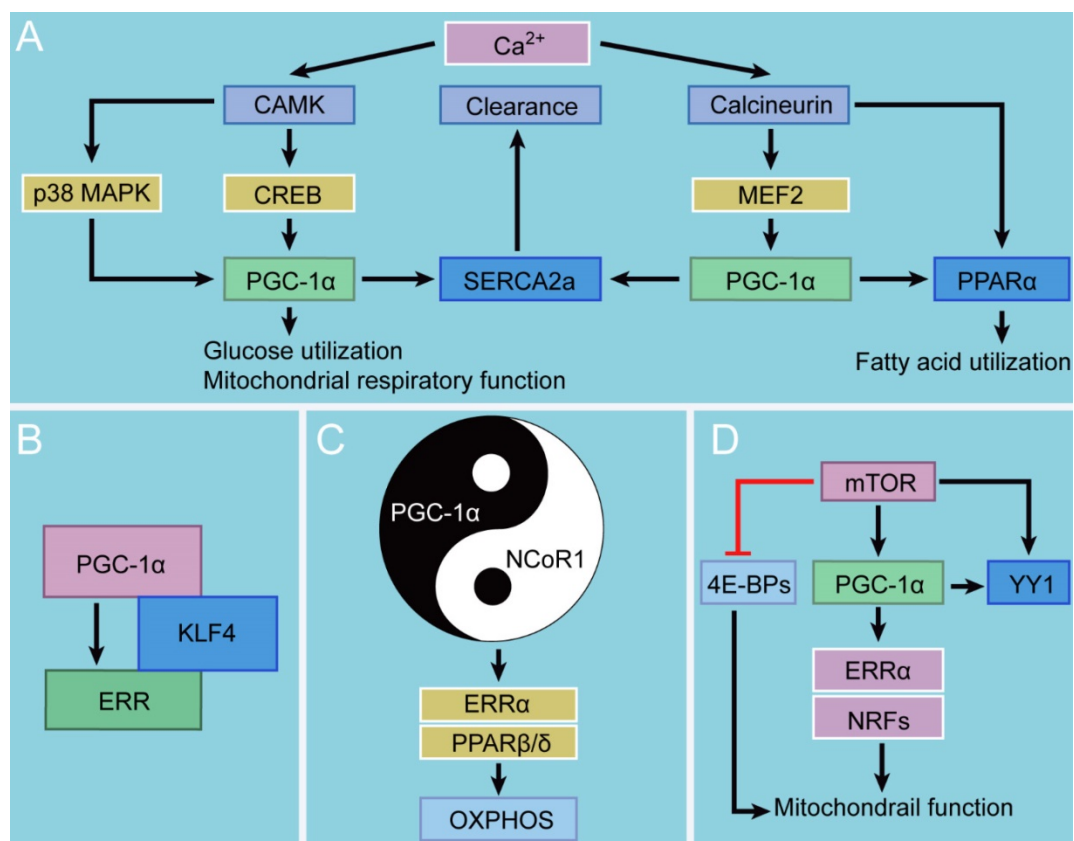 A
Ca²⁺
CAMK
Clearance
Calcineurin
p38 MAPK
CREB
MEF2
PGC-1α
SERCA2a
PGC-1α
PPARα
Glucose utilization
Mitochondrial respiratory function
Fatty acid utilization
B
PGC-1α
KLF4
ERR
C
PGC-1α
NCoR1
ERRα
PPARβ/δ
OXPHOS
D
mTOR
4E-BPs
PGC-1α
YY1
ERRα
NRFs
Mitochondrail function